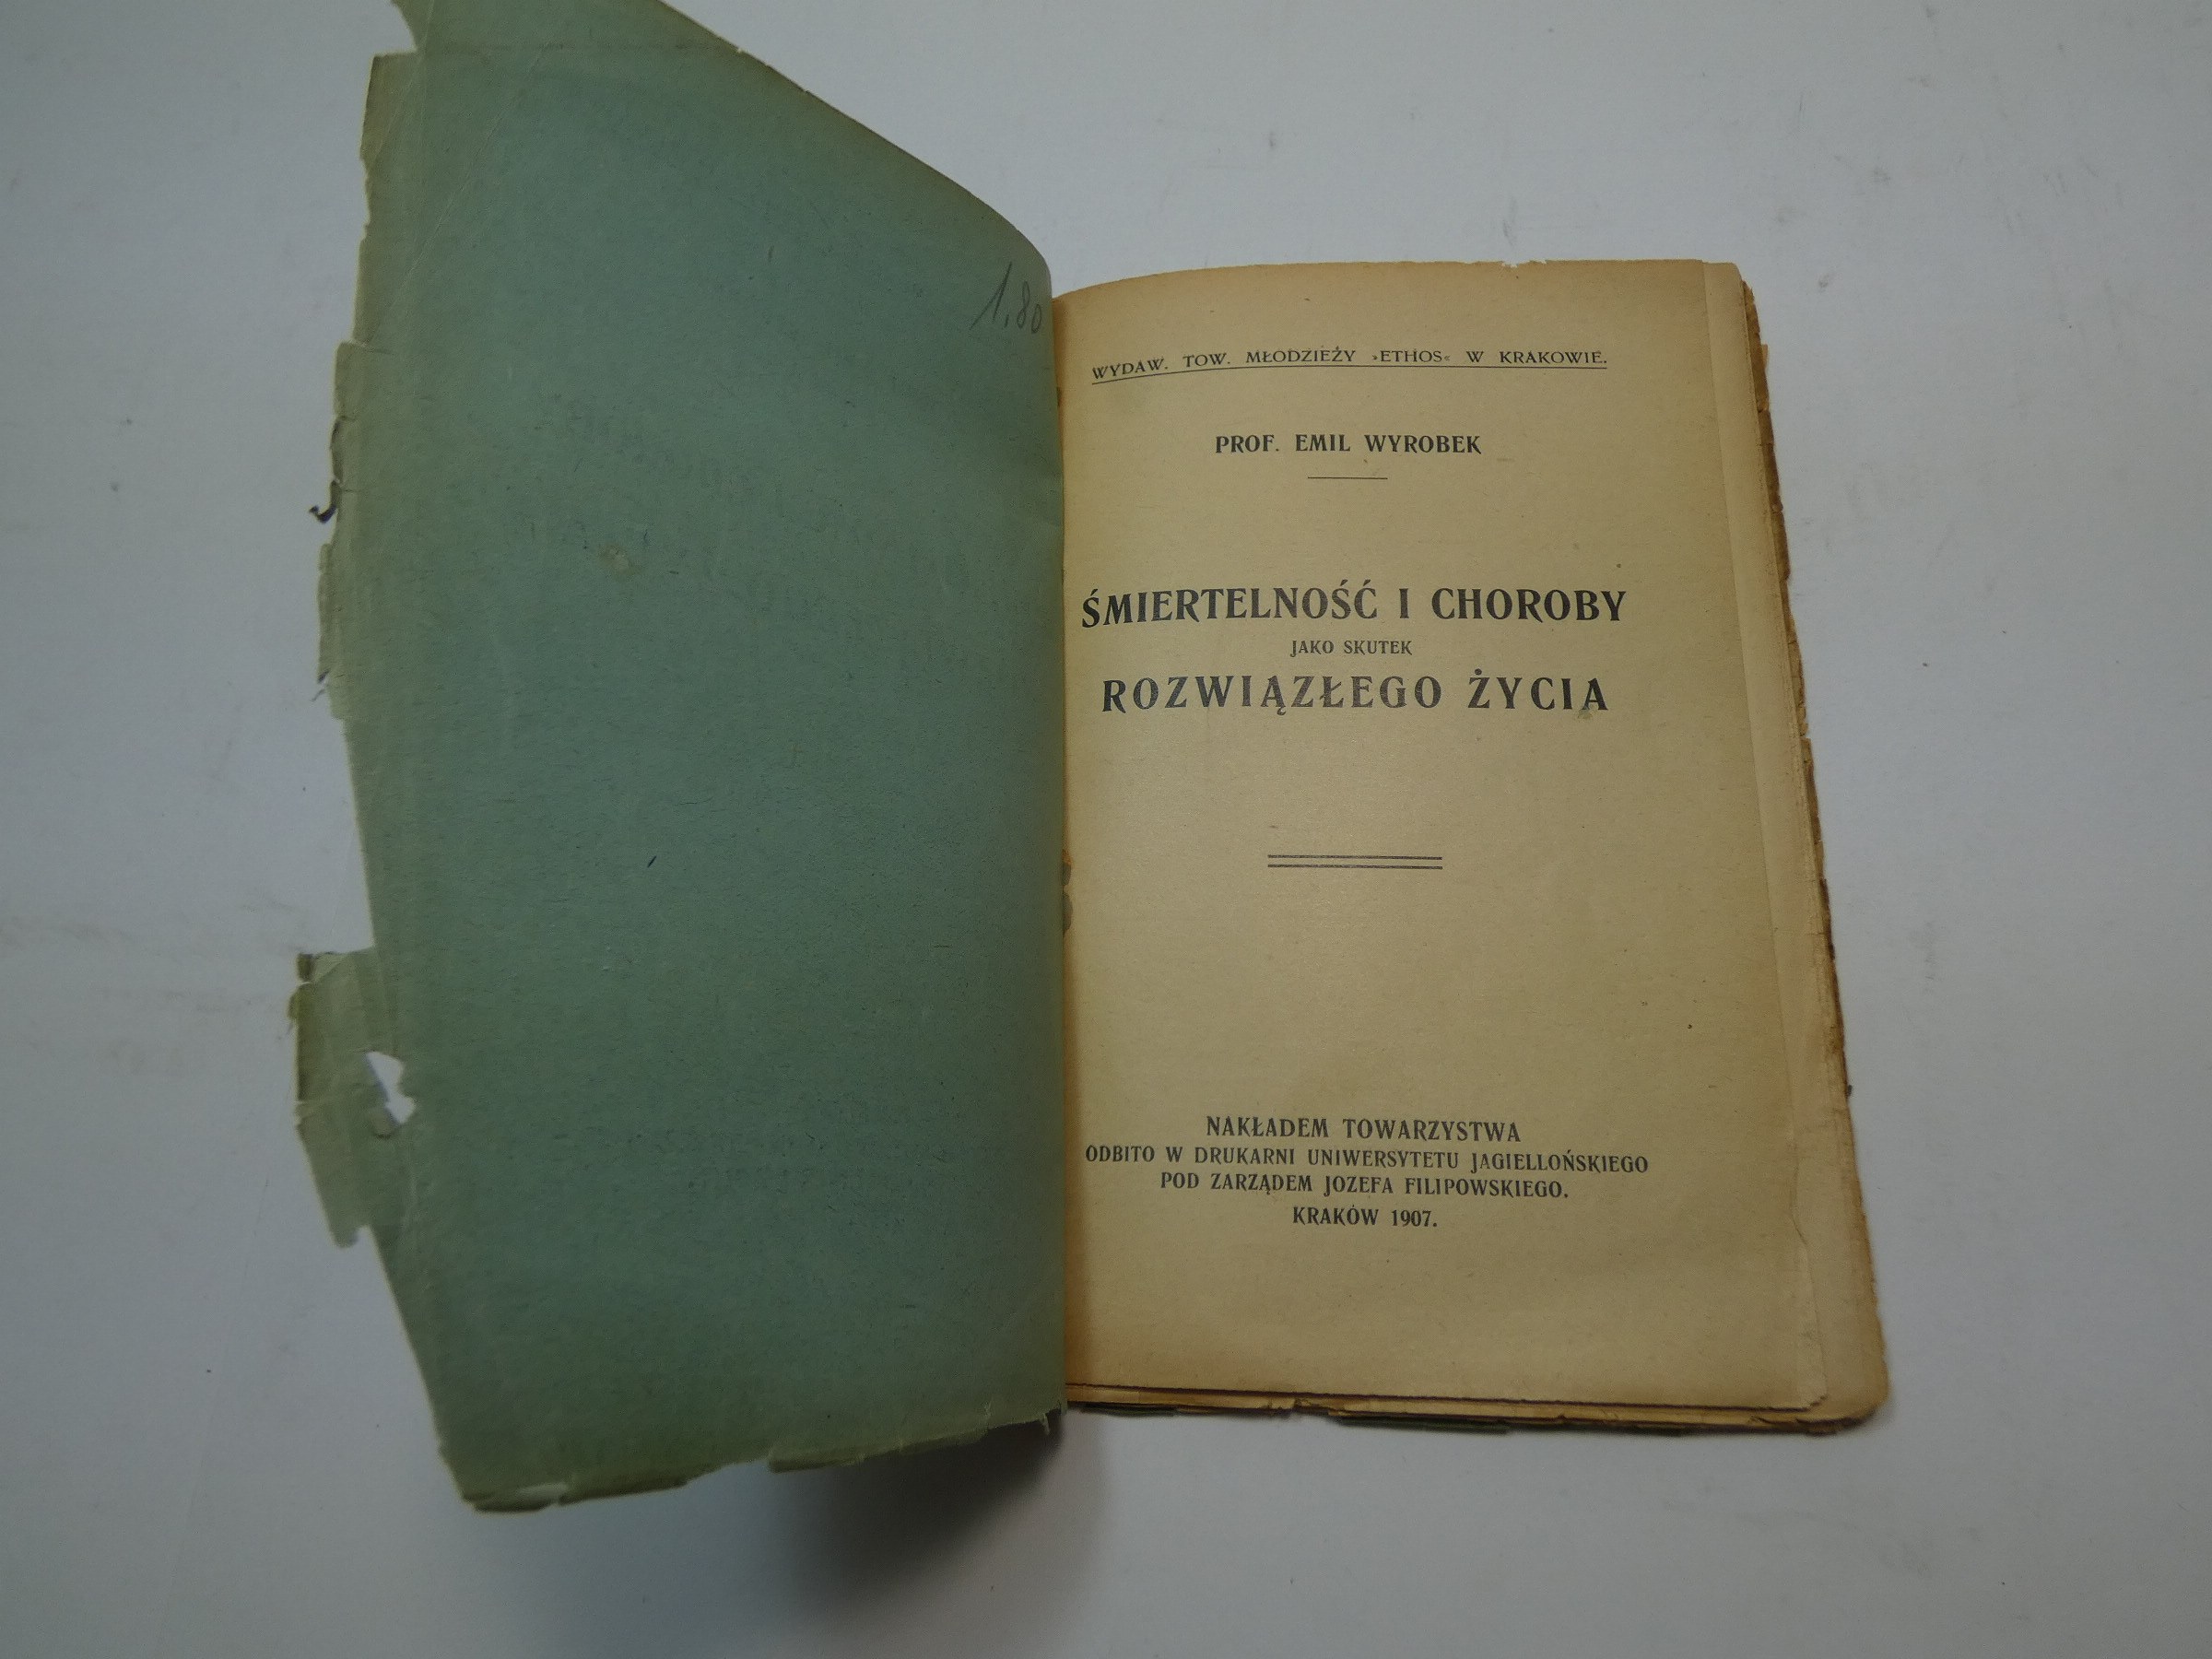 1.80
WYDAW. TOW. MŁODZIEŻY »ETHOS« W KRAKOWIE.
PROF. EMIL WYROBEK
ŚMIERTELNOŚĆ I CHOROBY
JAKO SKUTEK
ROZWIĄZŁEGO ŻYCIA
NAKŁADEM TOWARZYSTWA
ODBITO W DRUKARNI UNIWERSYTETU JAGIELLOŃSKIEGO
POD ZARZĄDEM JOZEFA FILIPOWSKIEGO.
KRAKÓW 1907.